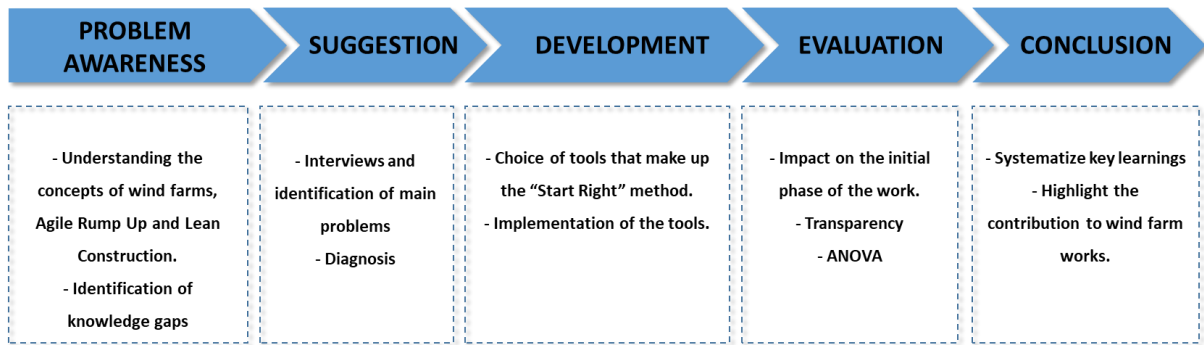 PROBLEM
AWARENESS
SUGGESTION
DEVELOPMENT
EVALUATION
CONCLUSION
- Understanding the
concepts of wind farms,
Agile Rump Up and Lean
Construction.
- Identification of
knowledge gaps
- Interviews and
identification of main
problems
- Diagnosis
- Choice of tools that make up
the “Start Right” method.
- Implementation of the tools.
- Impact on the initial
phase of the work.
- Transparency
- ANOVA
- Systematize key learnings
- Highlight the
contribution to wind farm
works.